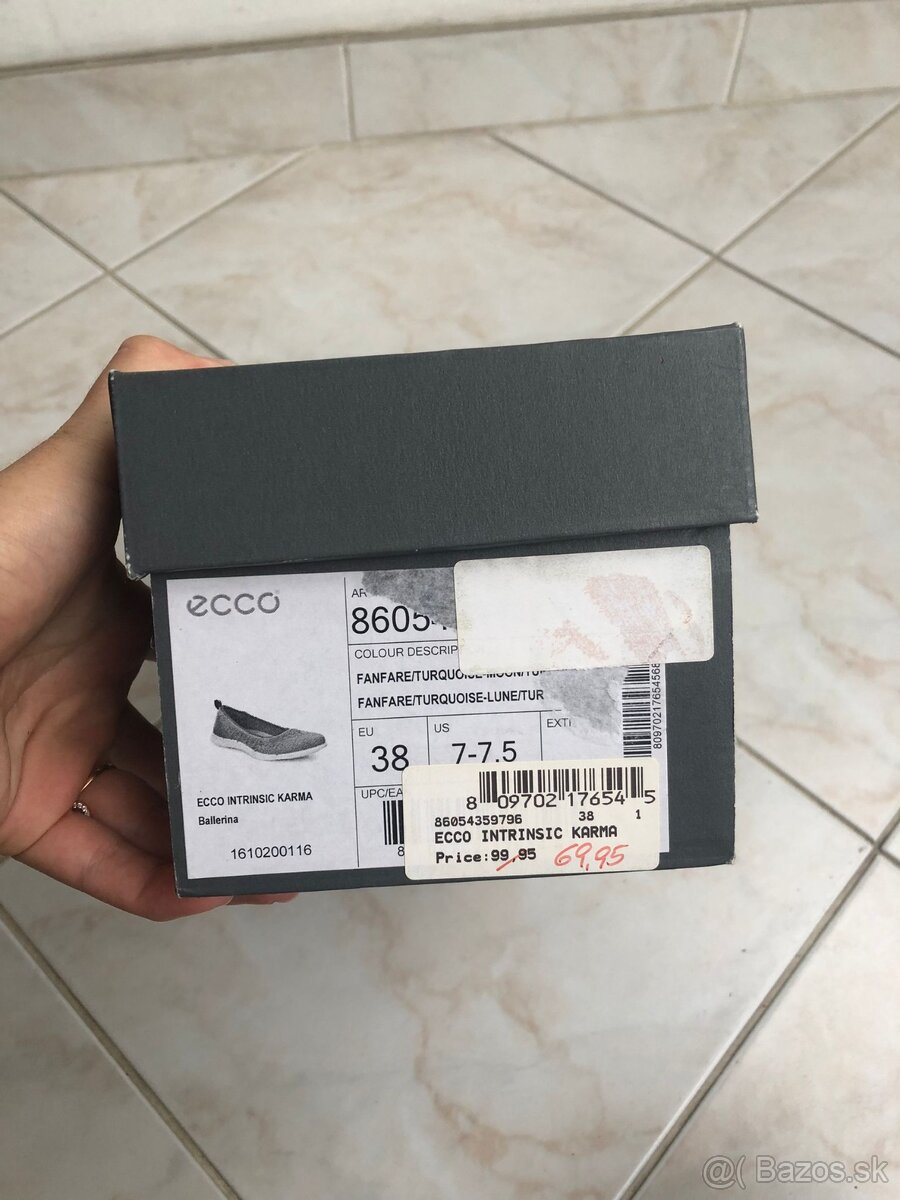 ecco
8605
COLOUR DESCRIP
FANFARE/TURQUOISE-MOON/TUR
FANFARE/TURQUOISE-LUNE/TUR
EU
38
US
7-7.5
UPC/EA
8
ECCO INTRINSIC KARMA
Ballerina
1610200116
8 09702 17654 5
86054359796 38 1
ECCO INTRINSIC KARMA
Price:99,95 69,95
@( Bazos.sk